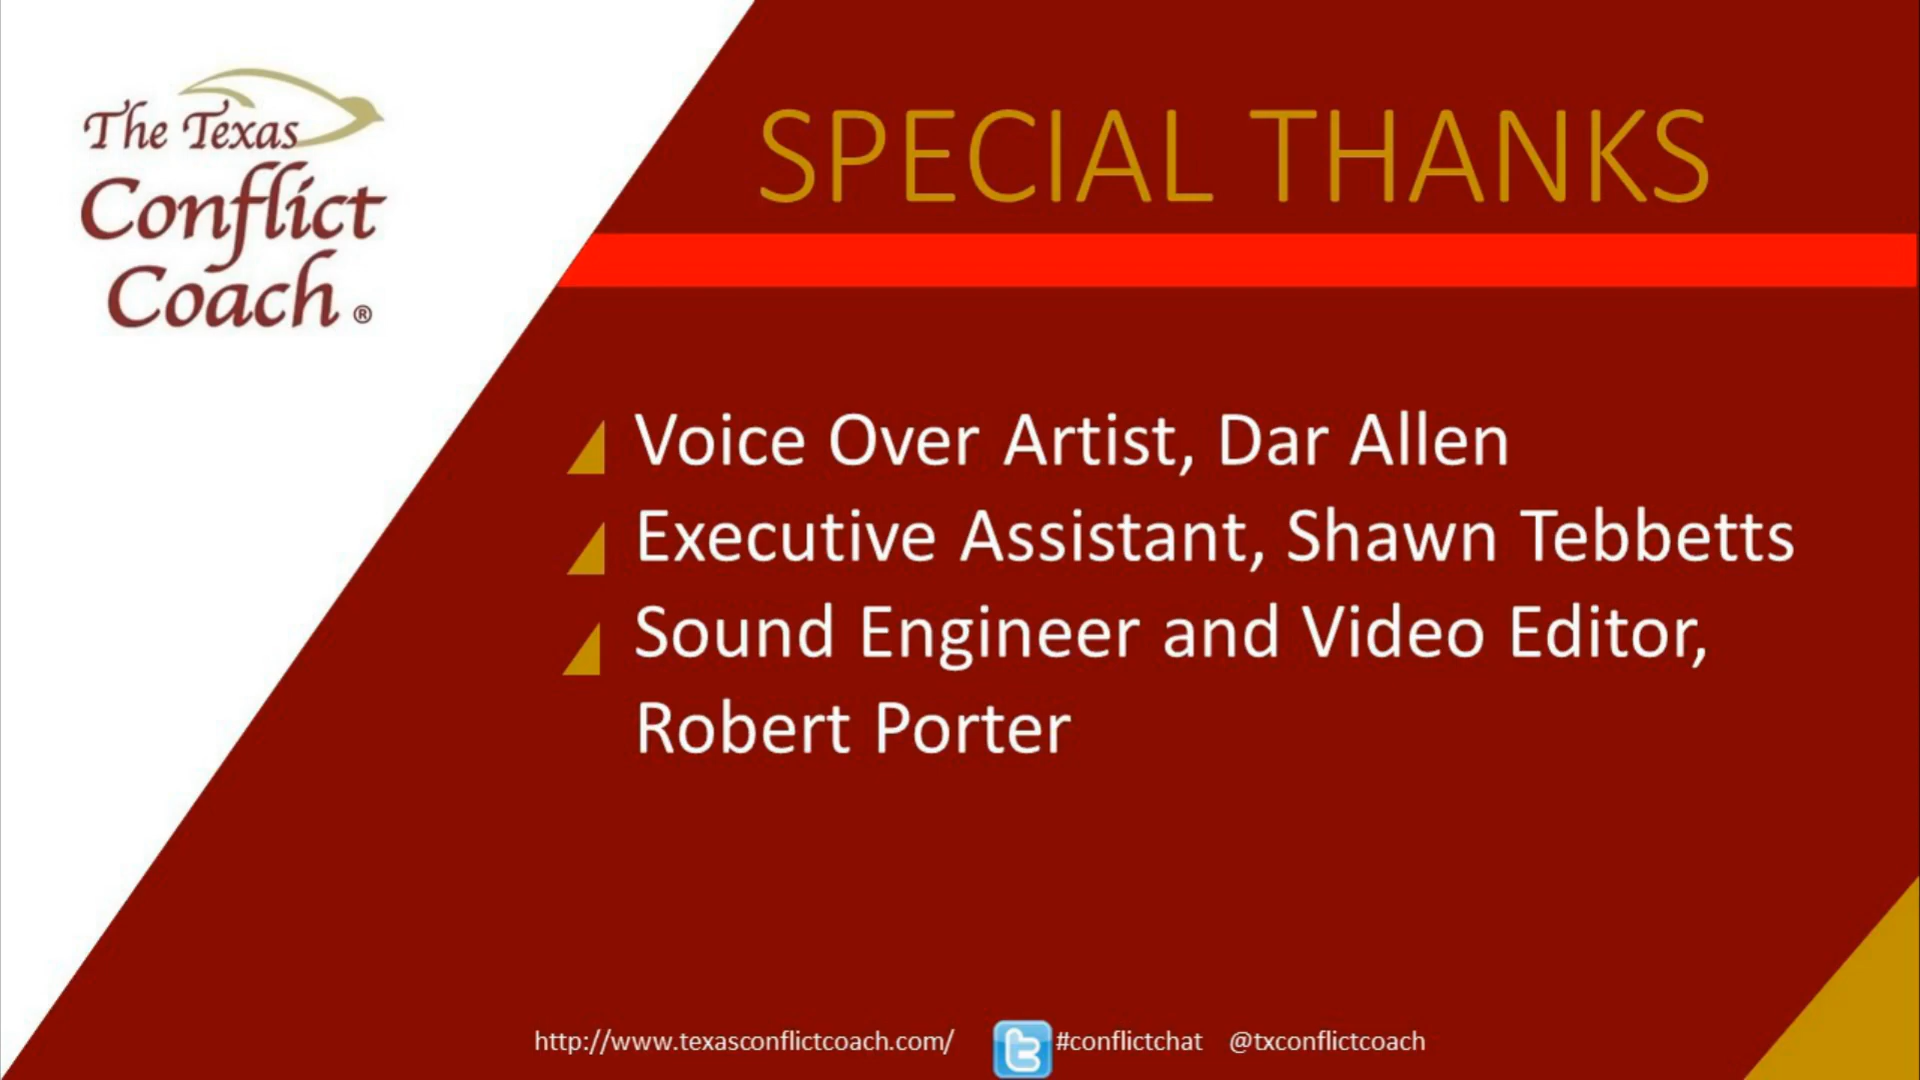 The Texas
Conflict
Coach ®
SPECIAL THANKS
Voice Over Artist, Dar Allen
Executive Assistant, Shawn Tebbetts
Sound Engineer and Video Editor,
Robert Porter
http://www.texasconflictcoach.com/ #conflictchat @txconflictcoach